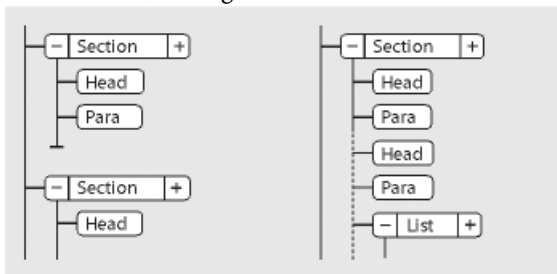 − Section +
Head
Para
− Section +
Head
− Section +
Head
Para
Head
Para
− List +